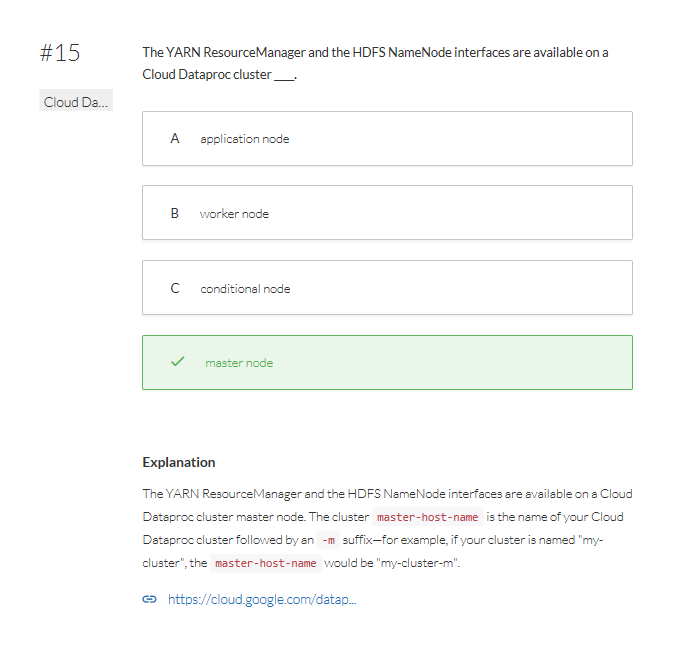 #15
Cloud Da...
The YARN ResourceManager and the HDFS NameNode interfaces are available on a
Cloud Dataproc cluster ____.
A application node
B worker node
C conditional node
✓ master node
Explanation
The YARN ResourceManager and the HDFS NameNode interfaces are available on a Cloud
Dataproc cluster master node. The cluster master-host-name is the name of your Cloud
Dataproc cluster followed by an -m suffix—for example, if your cluster is named "my-
cluster", the master-host-name would be "my-cluster-m".
https://cloud.google.com/datap...